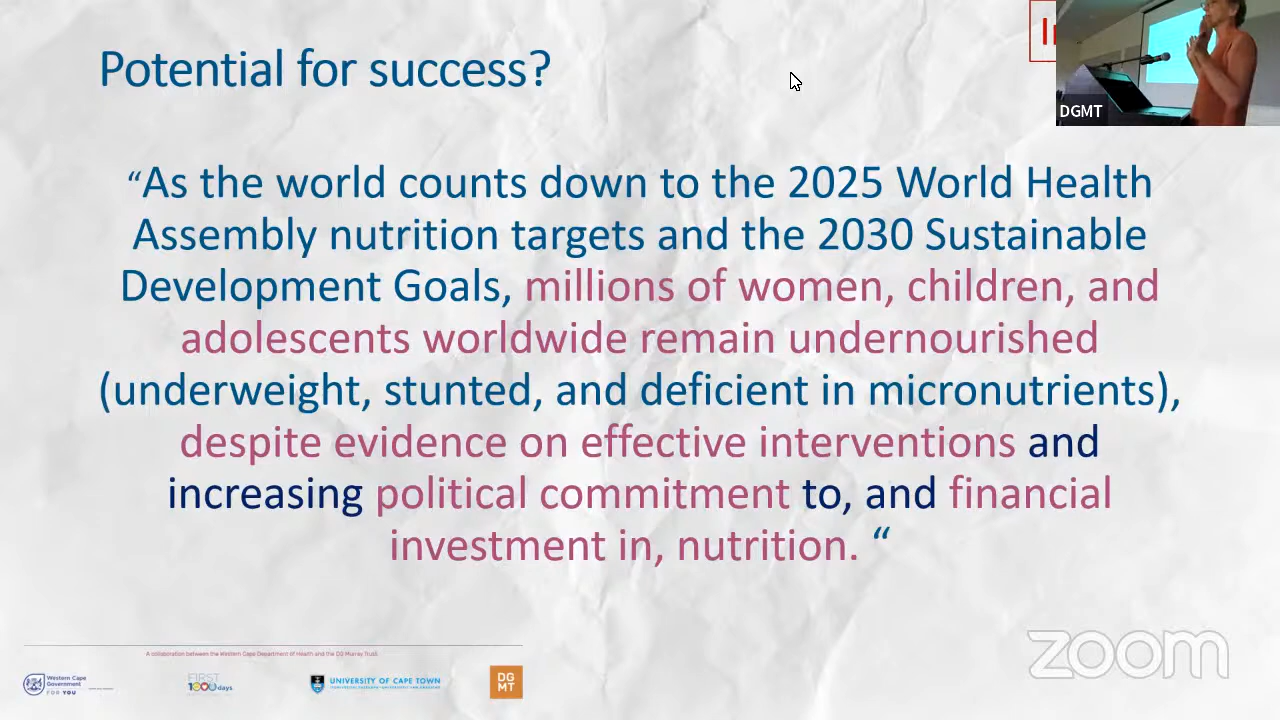 Potential for success?
DGMT
“As the world counts down to the 2025 World Health
Assembly nutrition targets and the 2030 Sustainable
Development Goals, millions of women, children, and
adolescents worldwide remain undernourished
(underweight, stunted, and deficient in micronutrients),
despite evidence on effective interventions and
increasing political commitment to, and financial
investment in, nutrition. “
A collaboration between the Western Cape Department of Health and the DG Murray Trust
Western Cape
Government
FOR YOU
FIRST
1000 days
UNIVERSITY OF CAPE TOWN
DG
MT
zoom